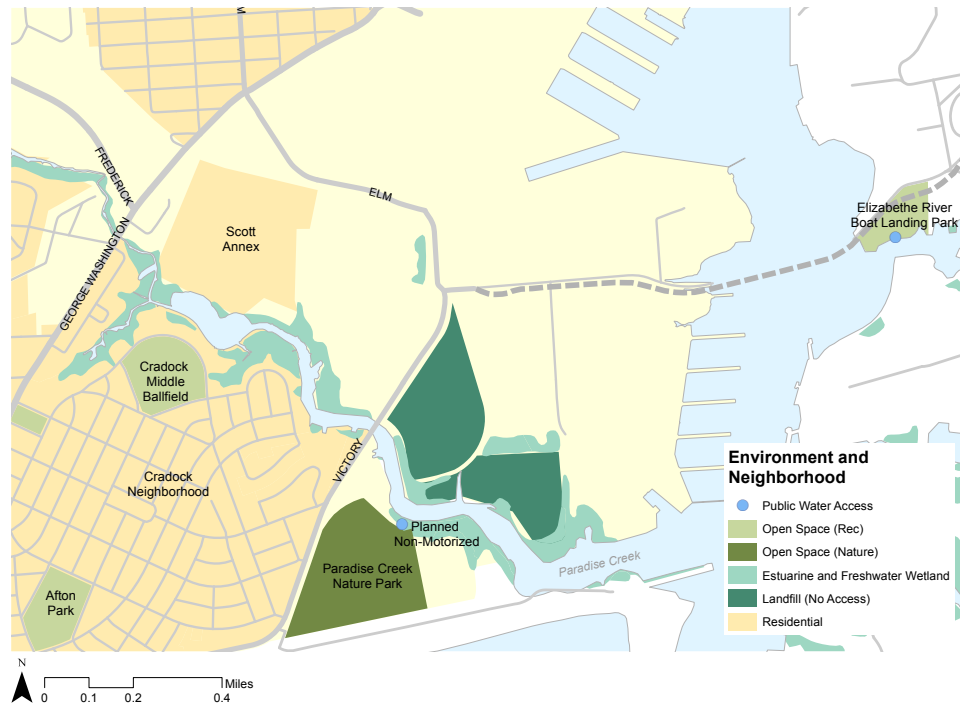 ELM
FREDERICK
GEORGE WASHINGTON
Scott
Annex
Elizabethe River
Boat Landing Park
Cradock
Middle
Ballfield
VICTORY
Cradock
Neighborhood
Planned
Non-Motorized
Paradise Creek
Paradise Creek
Nature Park
Afton
Park
Environment and
Neighborhood
Public Water Access
Open Space (Rec)
Open Space (Nature)
Estuarine and Freshwater Wetland
Landfill (No Access)
Residential
N
Miles
0 0.1 0.2 0.4